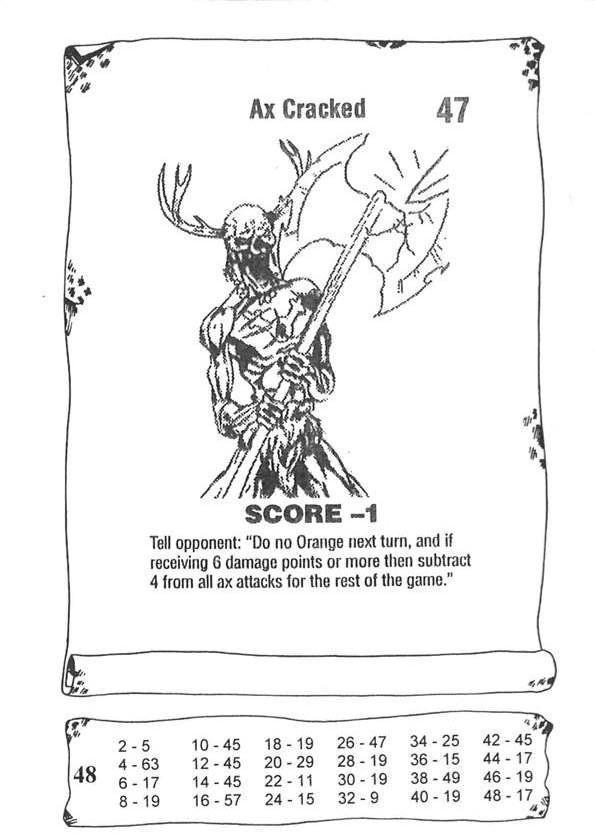 Ax Cracked 47
SCORE –1
Tell opponent: “Do no Orange next turn, and if
receiving 6 damage points or more then subtract
4 from all ax attacks for the rest of the game.”
48
2 - 5 10 - 45 18 - 19 26 - 47 34 - 25 42 - 45
4 - 63 12 - 45 20 - 29 28 - 19 36 - 15 44 - 17
6 - 17 14 - 45 22 - 11 30 - 19 38 - 49 46 - 19
8 - 19 16 - 57 24 - 15 32 - 9 40 - 19 48 - 17